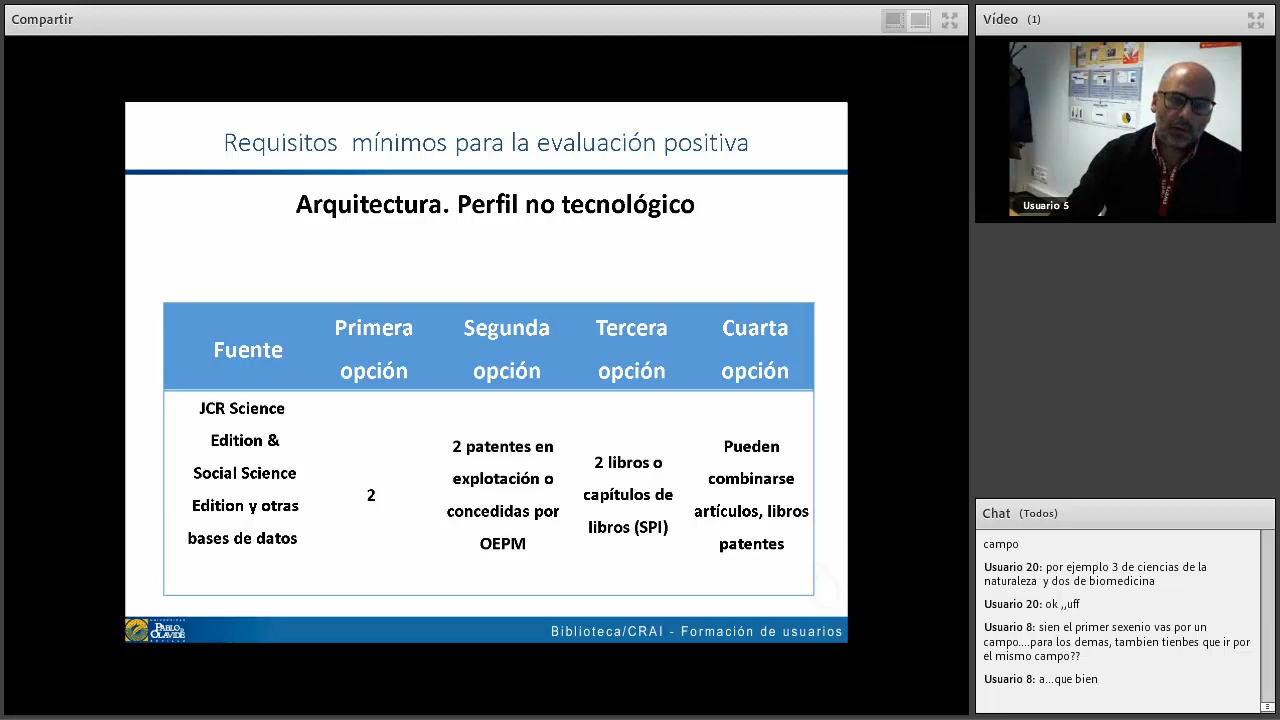 Compartir
Requisitos mínimos para la evaluación positiva
Arquitectura. Perfil no tecnológico
Fuente
Primera
opción
Segunda
opción
Tercera
opción
Cuarta
opción
JCR Science
Edition &
Social Science
Edition y otras
bases de datos
2
2 patentes en
explotación o
concedidas por
OEPM
2 libros o
capítulos de
libros (SPI)
Pueden
combinarse
artículos, libros
patentes
UNIVERSIDAD
PABLO DE
OLAVIDE
SEVILLA
Biblioteca/CRAI - Formación de usuarios
Vídeo (1)
Usuario 5
Chat (Todos)
campo
Usuario 20: por ejemplo 3 de ciencias de la
naturaleza y dos de biomedicina
Usuario 20: ok ,,uff
Usuario 8: sien el primer sexenio vas por un
campo....para los demas, tambien tienbes que ir por
el mismo campo??
Usuario 8: a...que bien